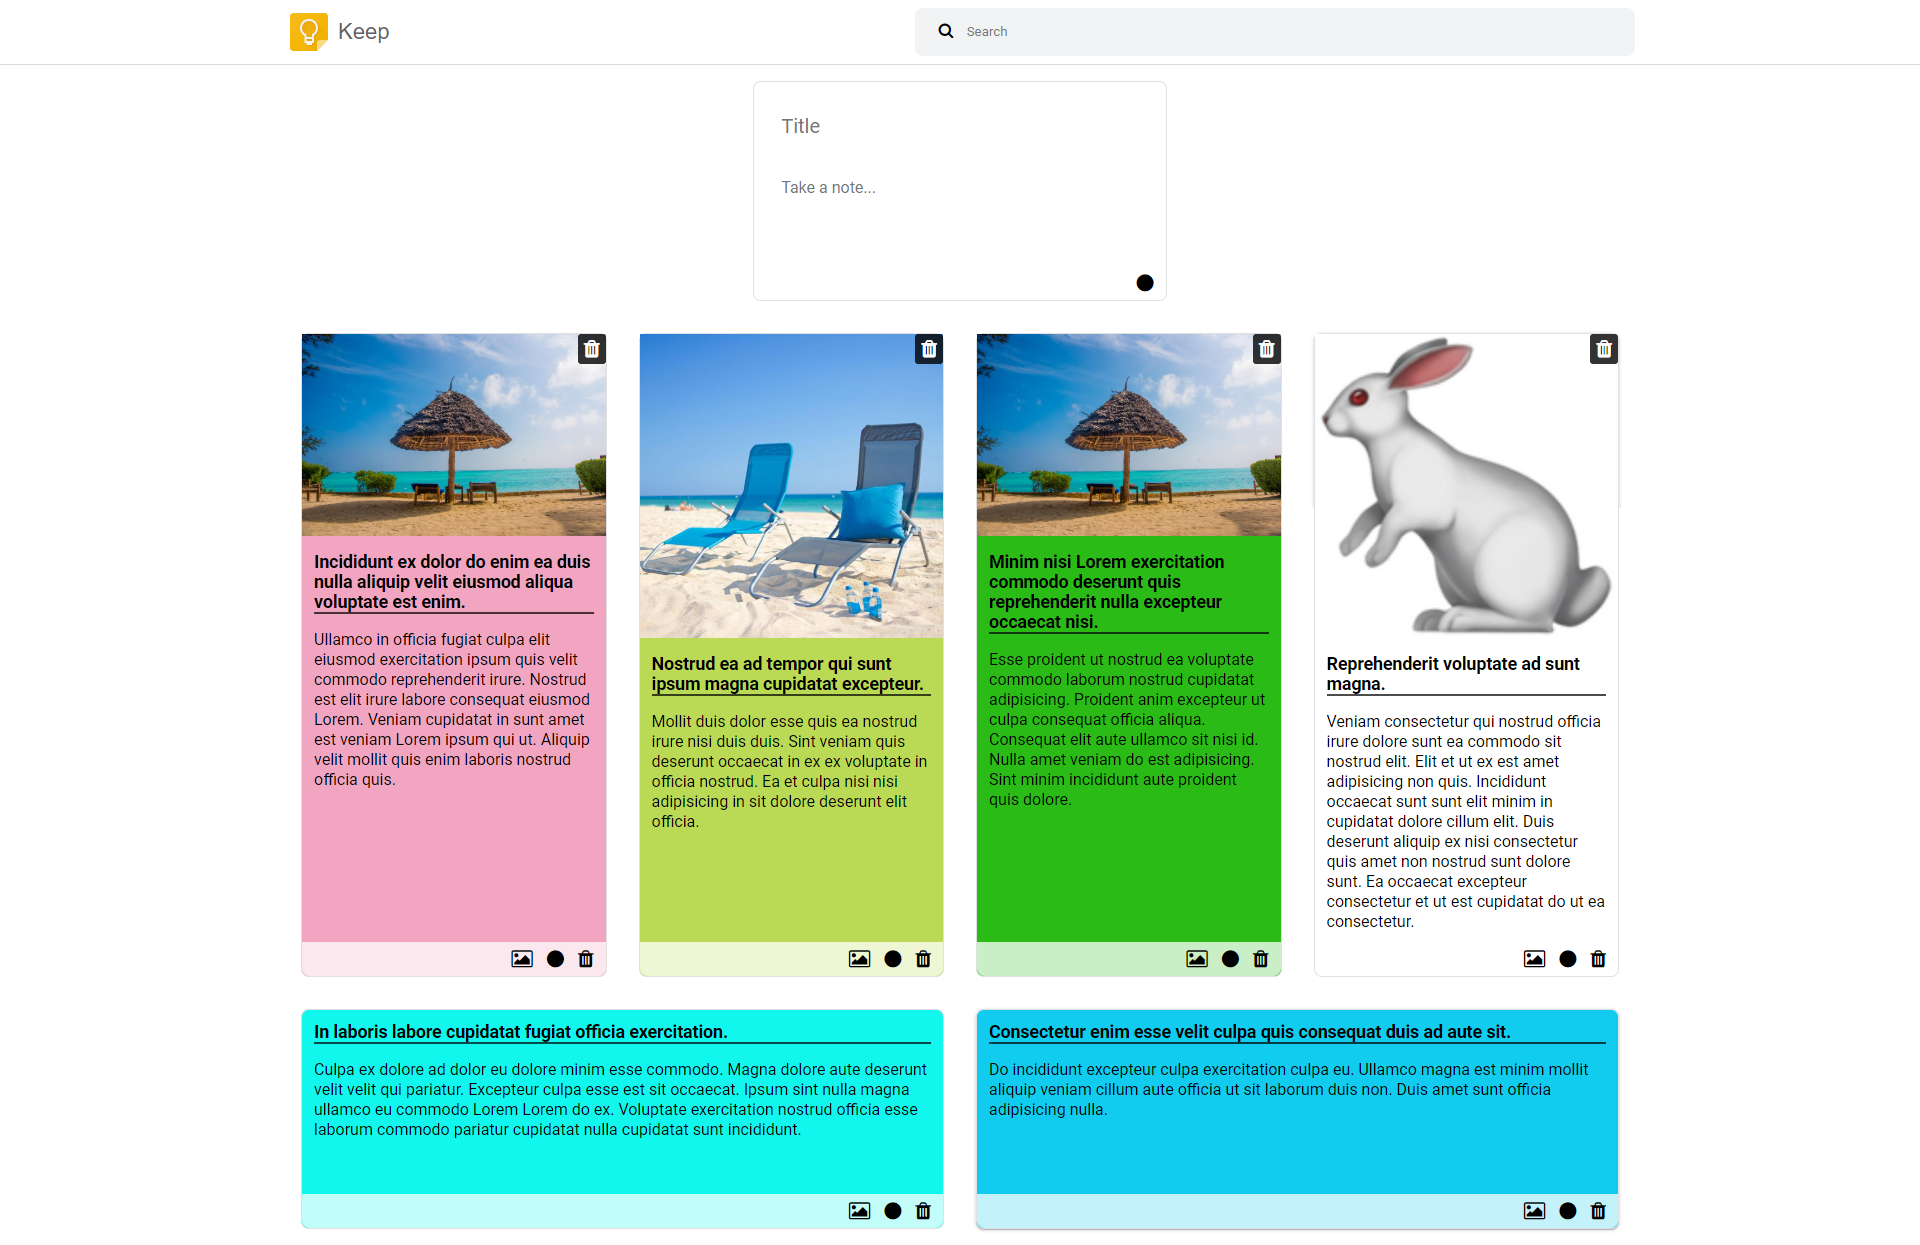 Keep
Search
Title
Take a note...
Incididunt ex dolor do enim ea duis
nulla aliquip velit eiusmod aliqua
voluptate est enim.
Ullamco in officia fugiat culpa elit
eiusmod exercitation ipsum quis velit
commodo reprehenderit irure. Nostrud
est elit irure labore consequat eiusmod
Lorem. Veniam cupidatat in sunt amet
est veniam Lorem ipsum qui ut. Aliquip
velit mollit quis enim laboris nostrud
officia quis.
Nostrud ea ad tempor qui sunt
ipsum magna cupidatat excepteur.
Mollit duis dolor esse quis ea nostrud
irure nisi duis duis. Sint veniam quis
deserunt occaecat in ex ex voluptate in
officia nostrud. Ea et culpa nisi nisi
adipisicing in sit dolore deserunt elit
officia.
Minim nisi Lorem exercitation
commodo deserunt quis
reprehenderit nulla excepteur
occaecat nisi.
Esse proident ut nostrud ea voluptate
commodo laborum nostrud cupidatat
adipisicing. Proident anim excepteur ut
culpa consequat officia aliqua.
Consequat elit aute ullamco sit nisi id.
Nulla amet veniam do est adipisicing.
Sint minim incididunt aute proident
quis dolore.
Reprehenderit voluptate ad sunt
magna.
Veniam consectetur qui nostrud officia
irure dolore sunt ea commodo sit
nostrud elit. Elit et ut ex est amet
adipisicing non quis. Incididunt
occaecat sunt sunt elit minim in
cupidatat dolore cillum elit. Duis
deserunt aliquip ex nisi consectetur
quis amet non nostrud sunt dolore
sunt. Ea occaecat excepteur
consectetur et ut est cupidatat do ut ea
consectetur.
In laboris labore cupidatat fugiat officia exercitation.
Culpa ex dolore ad dolor eu dolore minim esse commodo. Magna dolore aute deserunt
velit velit qui pariatur. Excepteur culpa esse est sit occaecat. Ipsum sint nulla magna
ullamco eu commodo Lorem Lorem do ex. Voluptate exercitation nostrud officia esse
laborum commodo pariatur cupidatat nulla cupidatat sunt incididunt.
Consectetur enim esse velit culpa quis consequat duis ad aute sit.
Do incididunt excepteur culpa exercitation culpa eu. Ullamco magna est minim mollit
aliquip veniam cillum aute officia ut sit laborum duis non. Duis amet sunt officia
adipisicing nulla.